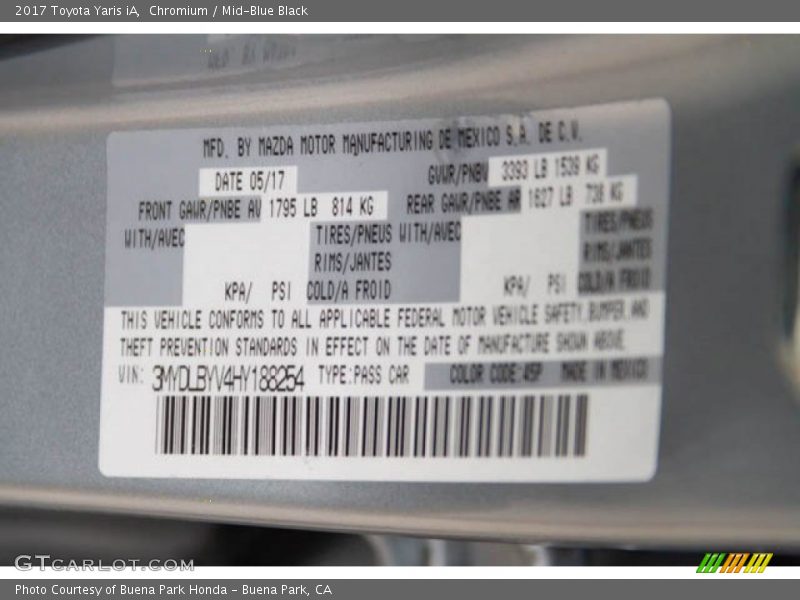 2017 Toyota Yaris iA, Chromium / Mid-Blue Black
MFD. BY MAZDA MOTOR MANUFACTURING DE MEXICO S.A. DE C.V.
DATE 05/17 GVWR/PNBV 3393 LB 1539 KG
FRONT GAWR/PNBE AV 1795 LB 814 KG REAR GAWR/PNBE AR 1627 LB 738 KG
WITH/AVEC TIRES/PNEUS WITH/AVEC TIRES/PNEUS
RIMS/JANTES RIMS/JANTES
KPA/ PSI COLD/A FROID KPA/ PSI COLD/A FROID
THIS VEHICLE CONFORMS TO ALL APPLICABLE FEDERAL MOTOR VEHICLE SAFETY, BUMPER AND
THEFT PREVENTION STANDARDS IN EFFECT ON THE DATE OF MANUFACTURE SHOWN ABOVE.
VIN: 3MYDLBYV4HY188254 TYPE:PASS CAR COLOR CODE:45P MADE IN MEXICO
GTCARLOT.COM
Photo Courtesy of Buena Park Honda - Buena Park, CA